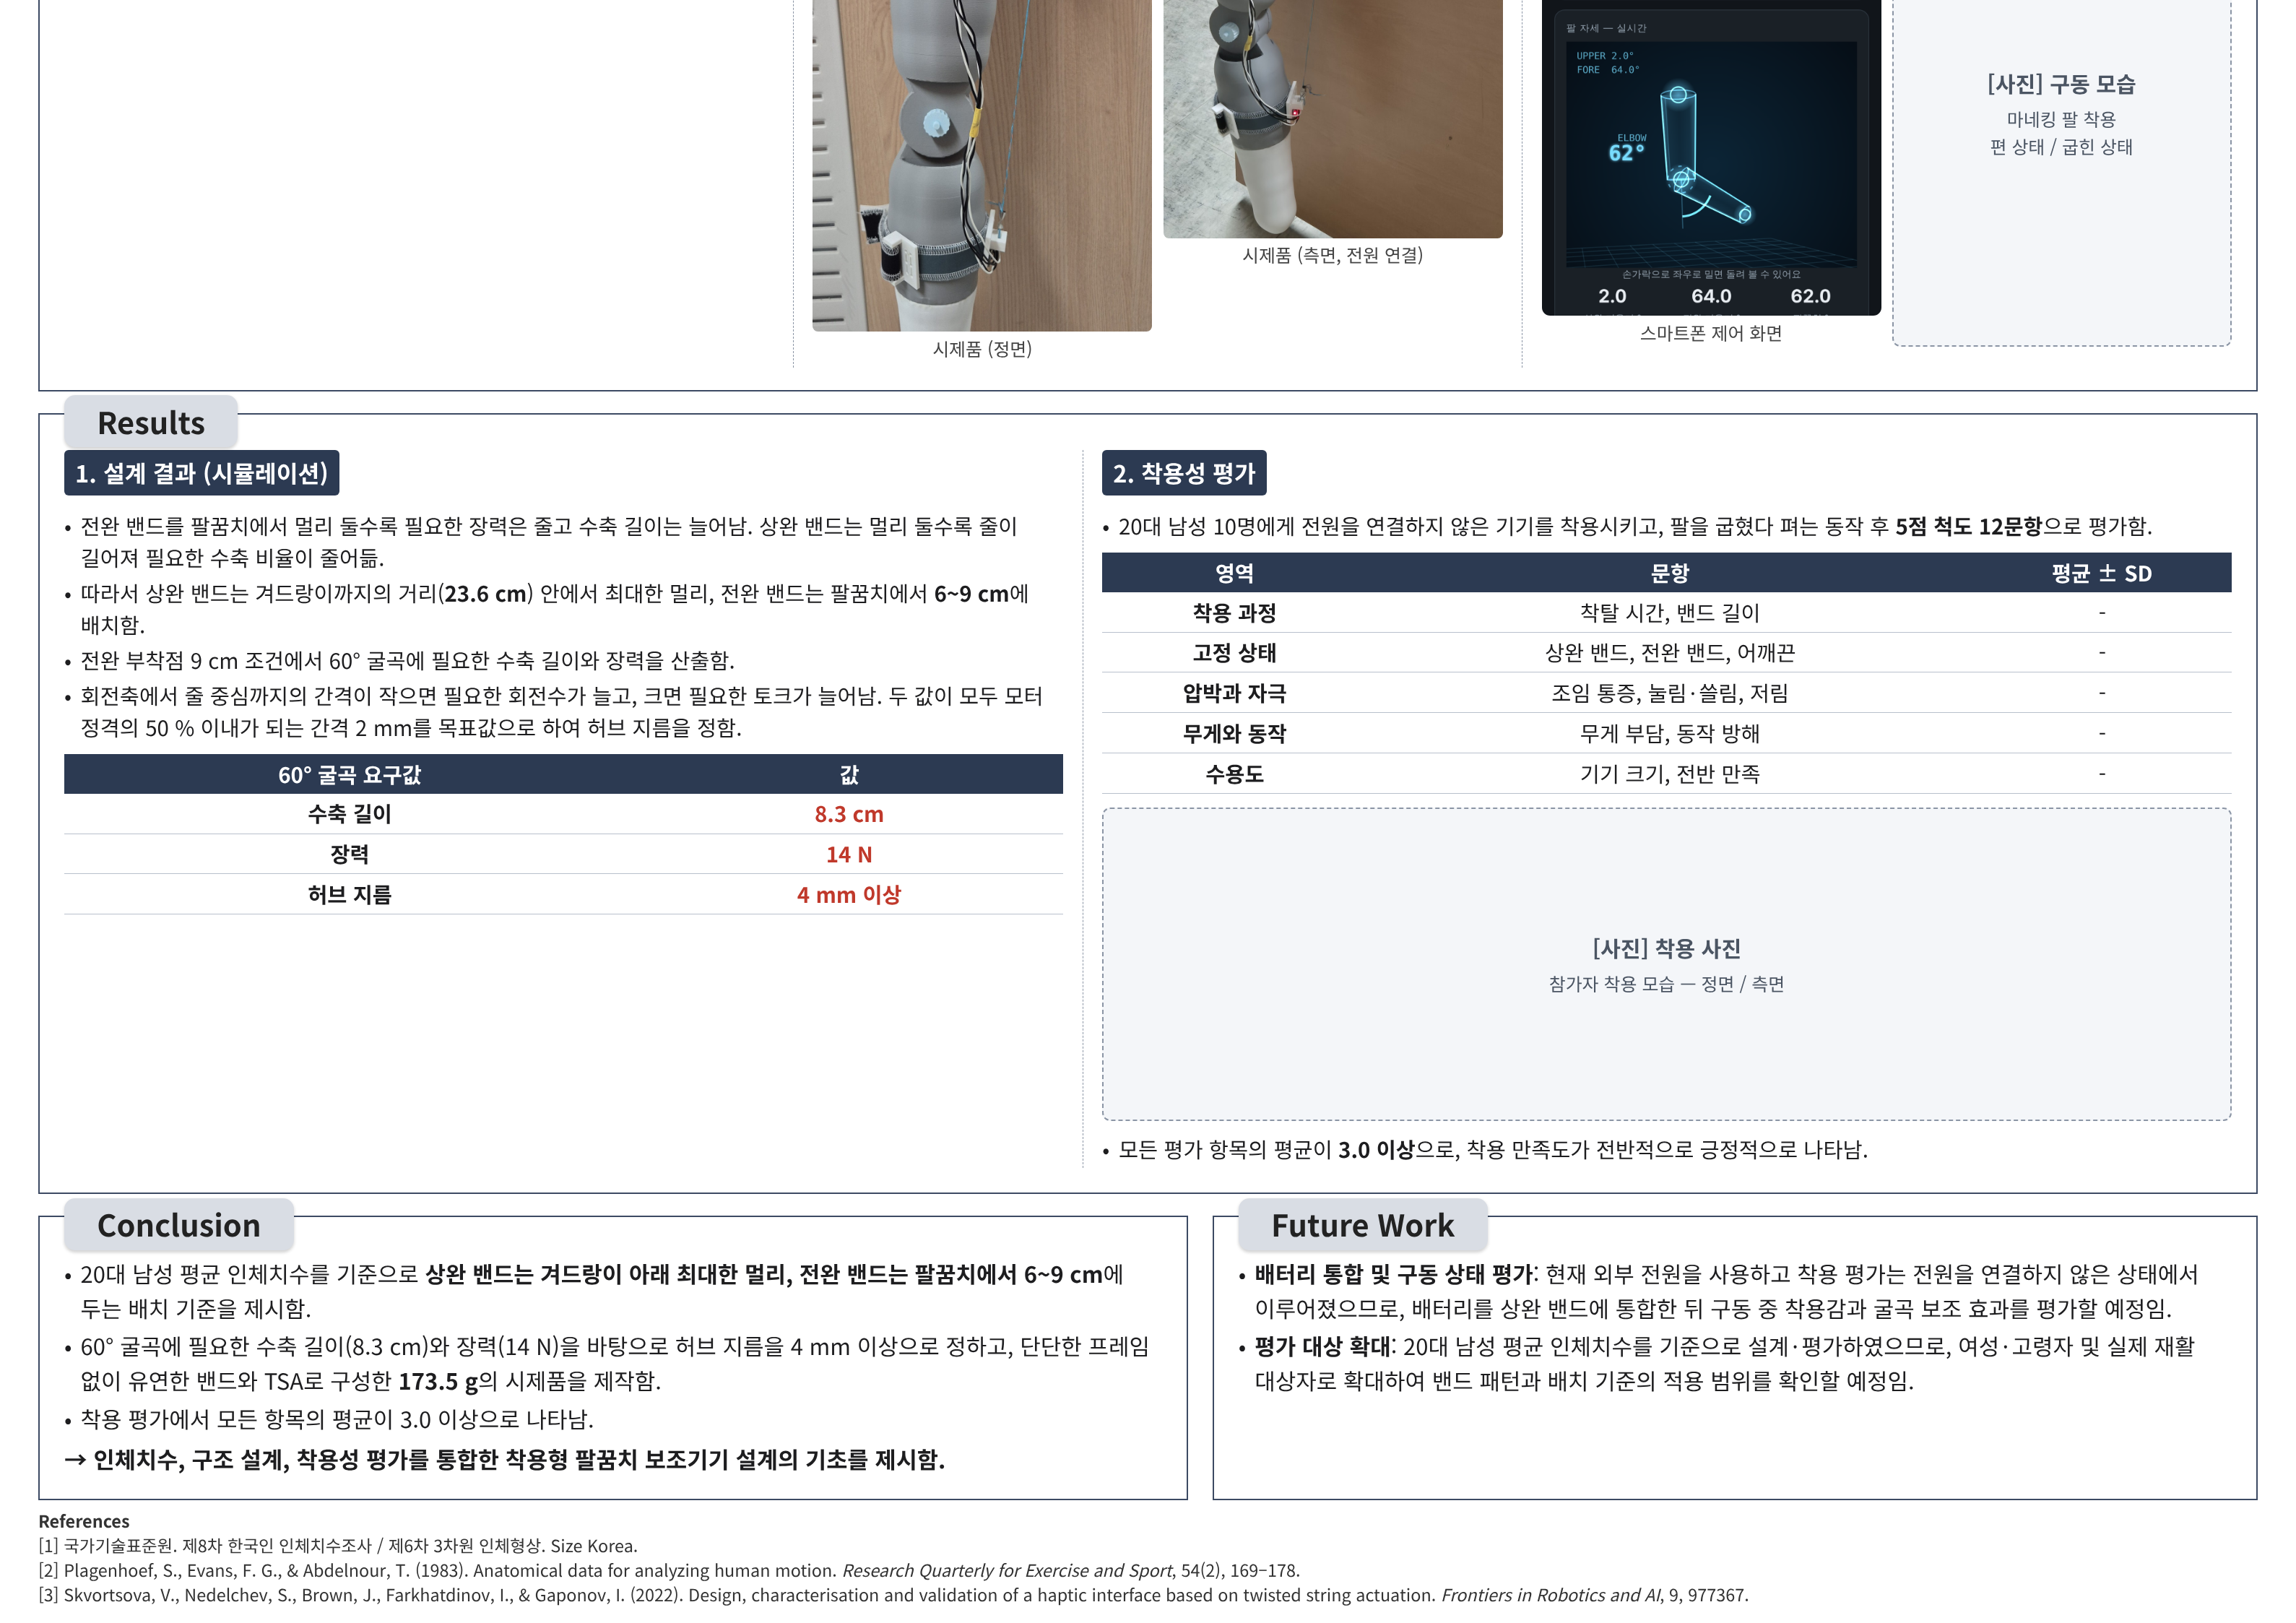 팔 자세 — 실시간
UPPER 2.0°
FORE 64.0°
ELBOW
62°
손가락으로 좌우로 밀면 돌려 볼 수 있어요
2.0 64.0 62.0
[사진] 구동 모습
마네킹 팔 착용
편 상태 / 굽힌 상태
시제품 (정면)
시제품 (측면, 전원 연결)
스마트폰 제어 화면
Results
1. 설계 결과 (시뮬레이션)
• 전완 밴드를 팔꿈치에서 멀리 둘수록 필요한 장력은 줄고 수축 길이는 늘어남. 상완 밴드는 멀리 둘수록 줄이
길어져 필요한 수축 비율이 줄어듦.
• 따라서 상완 밴드는 겨드랑이까지의 거리(23.6 cm) 안에서 최대한 멀리, 전완 밴드는 팔꿈치에서 6~9 cm에
배치함.
• 전완 부착점 9 cm 조건에서 60° 굴곡에 필요한 수축 길이와 장력을 산출함.
• 회전축에서 줄 중심까지의 간격이 작으면 필요한 회전수가 늘고, 크면 필요한 토크가 늘어남. 두 값이 모두 모터
정격의 50 % 이내가 되는 간격 2 mm를 목표값으로 하여 허브 지름을 정함.
60° 굴곡 요구값 값
수축 길이 8.3 cm
장력 14 N
허브 지름 4 mm 이상
2. 착용성 평가
• 20대 남성 10명에게 전원을 연결하지 않은 기기를 착용시키고, 팔을 굽혔다 펴는 동작 후 5점 척도 12문항으로 평가함.
영역 문항 평균 ± SD
착용 과정 착탈 시간, 밴드 길이 -
고정 상태 상완 밴드, 전완 밴드, 어깨끈 -
압박과 자극 조임 통증, 눌림·쓸림, 저림 -
무게와 동작 무게 부담, 동작 방해 -
수용도 기기 크기, 전반 만족 -
[사진] 착용 사진
참가자 착용 모습 — 정면 / 측면
• 모든 평가 항목의 평균이 3.0 이상으로, 착용 만족도가 전반적으로 긍정적으로 나타남.
Conclusion
• 20대 남성 평균 인체치수를 기준으로 상완 밴드는 겨드랑이 아래 최대한 멀리, 전완 밴드는 팔꿈치에서 6~9 cm에
두는 배치 기준을 제시함.
• 60° 굴곡에 필요한 수축 길이(8.3 cm)와 장력(14 N)을 바탕으로 허브 지름을 4 mm 이상으로 정하고, 단단한 프레임
없이 유연한 밴드와 TSA로 구성한 173.5 g의 시제품을 제작함.
• 착용 평가에서 모든 항목의 평균이 3.0 이상으로 나타남.
→ 인체치수, 구조 설계, 착용성 평가를 통합한 착용형 팔꿈치 보조기기 설계의 기초를 제시함.
Future Work
• 배터리 통합 및 구동 상태 평가: 현재 외부 전원을 사용하고 착용 평가는 전원을 연결하지 않은 상태에서
이루어졌으므로, 배터리를 상완 밴드에 통합한 뒤 구동 중 착용감과 굴곡 보조 효과를 평가할 예정임.
• 평가 대상 확대: 20대 남성 평균 인체치수를 기준으로 설계·평가하였으므로, 여성·고령자 및 실제 재활
대상자로 확대하여 밴드 패턴과 배치 기준의 적용 범위를 확인할 예정임.
References
[1] 국가기술표준원. 제8차 한국인 인체치수조사 / 제6차 3차원 인체형상. Size Korea.
[2] Plagenhoef, S., Evans, F. G., & Abdelnour, T. (1983). Anatomical data for analyzing human motion. Research Quarterly for Exercise and Sport, 54(2), 169–178.
[3] Skvortsova, V., Nedelchev, S., Brown, J., Farkhatdinov, I., & Gaponov, I. (2022). Design, characterisation and validation of a haptic interface based on twisted string actuation. Frontiers in Robotics and AI, 9, 977367.